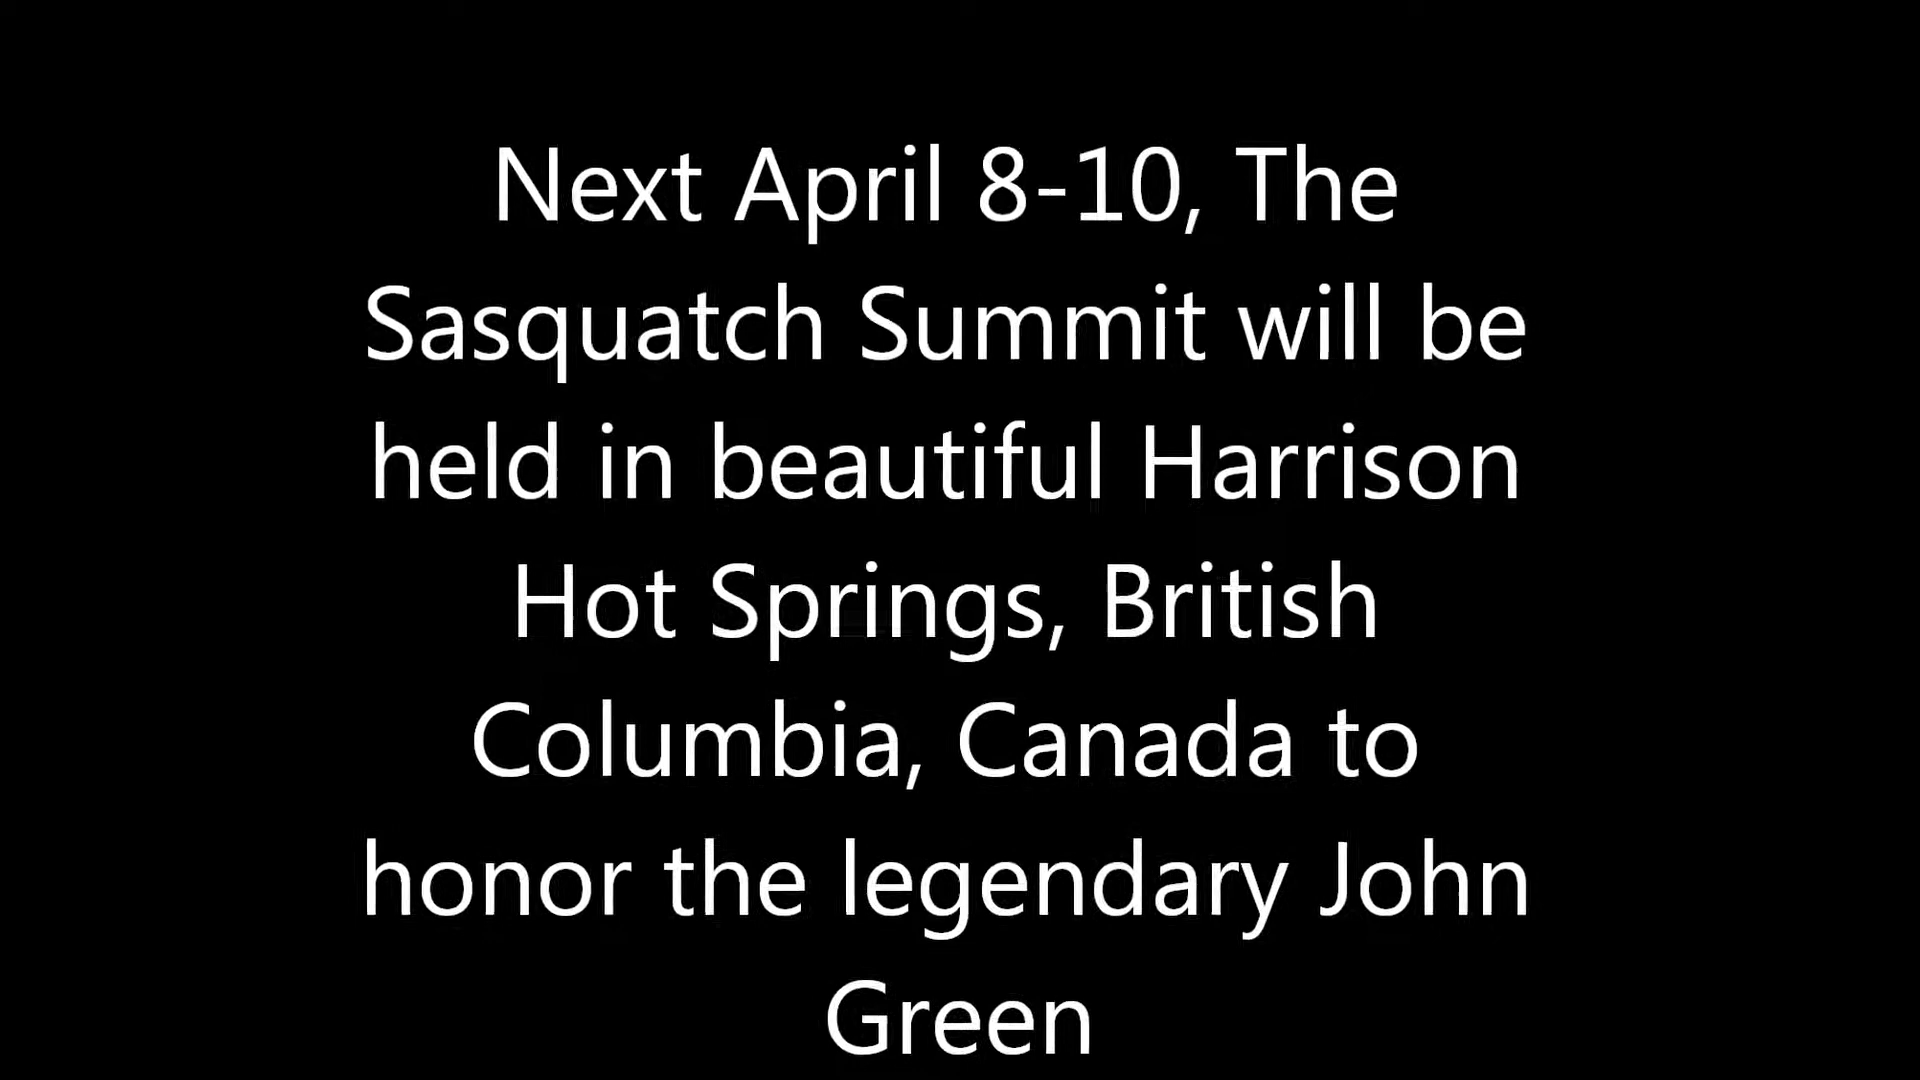 Next April 8-10, The
Sasquatch Summit will be
held in beautiful Harrison
Hot Springs, British
Columbia, Canada to
honor the legendary John
Green